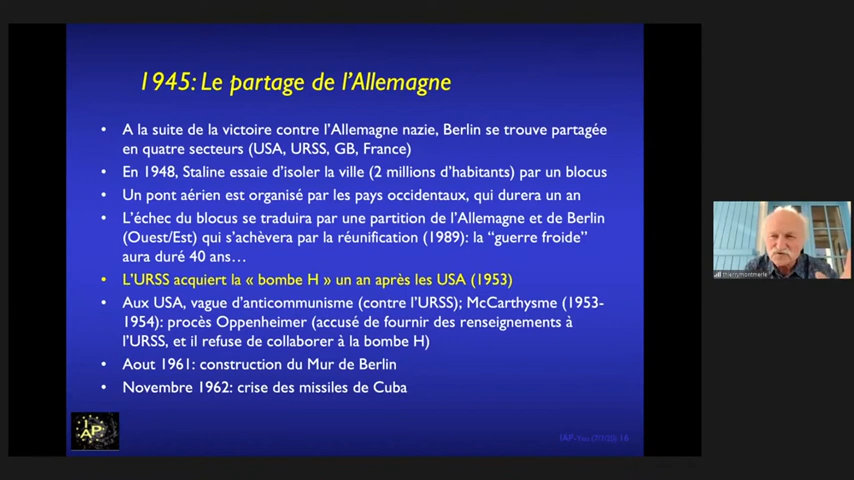 1945: Le partage de l'Allemagne
• A la suite de la victoire contre l'Allemagne nazie, Berlin se trouve partagée
en quatre secteurs (USA, URSS, GB, France)
• En 1948, Staline essaie d'isoler la ville (2 millions d'habitants) par un blocus
• Un pont aérien est organisé par les pays occidentaux, qui durera un an
• L'échec du blocus se traduira par une partition de l'Allemagne et de Berlin
(Ouest/Est) qui s'achèvera par la réunification (1989): la "guerre froide"
aura duré 40 ans…
• L'URSS acquiert la « bombe H » un an après les USA (1953)
• Aux USA, vague d'anticommunisme (contre l'URSS); McCarthysme (1953-
1954): procès Oppenheimer (accusé de fournir des renseignements à
l'URSS, et il refuse de collaborer à la bombe H)
• Aout 1961: construction du Mur de Berlin
• Novembre 1962: crise des missiles de Cuba
IAP
thierrymontmerle